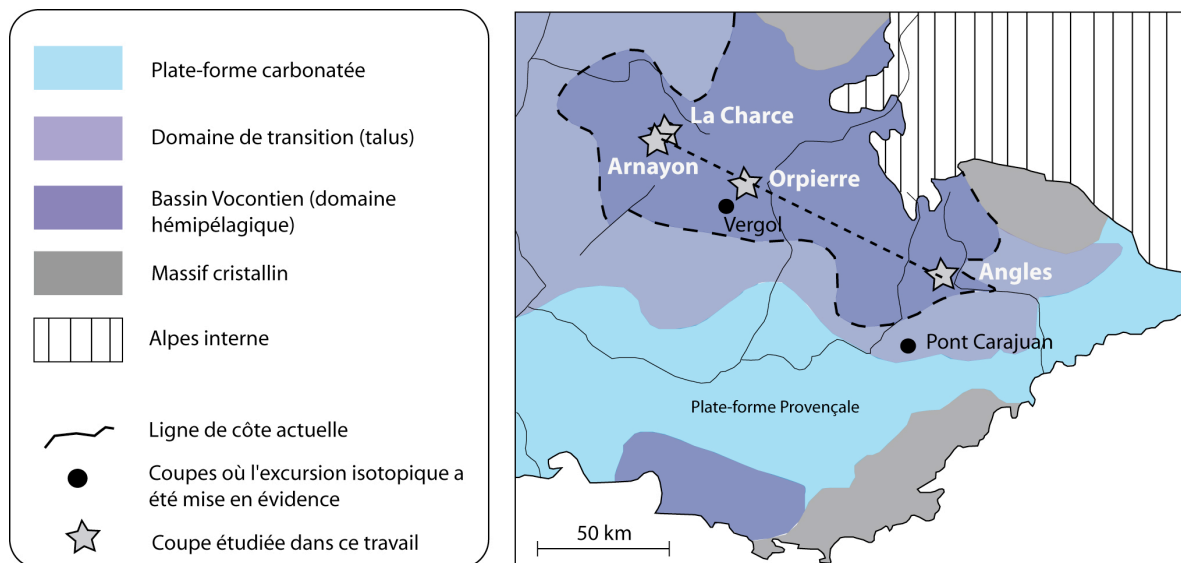 Plate-forme carbonatée
Domaine de transition (talus)
Bassin Vocontien (domaine
hémipélagique)
Massif cristallin
Alpes interne
Ligne de côte actuelle
Coupes où l'excursion isotopique a
été mise en évidence
Coupe étudiée dans ce travail
La Charce
Arnayon
Orpierre
Vergol
Angles
Pont Carajuan
Plate-forme Provençale
50 km